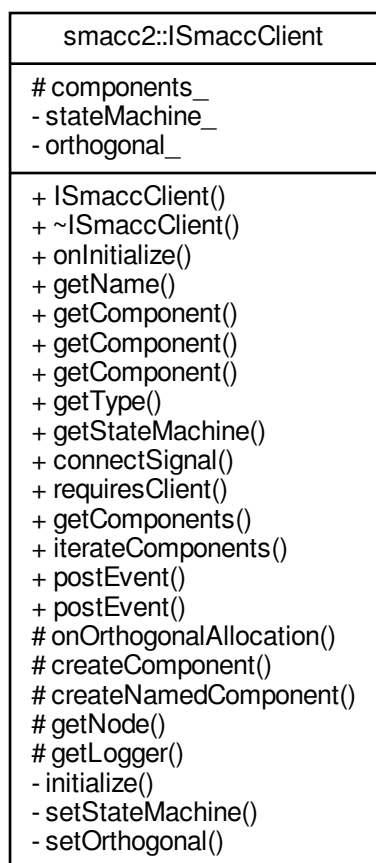 smacc2::ISmaccClient
# components_
- stateMachine_
- orthogonal_
+ ISmaccClient()
+ ~ISmaccClient()
+ onInitialize()
+ getName()
+ getComponent()
+ getComponent()
+ getComponent()
+ getType()
+ getStateMachine()
+ connectSignal()
+ requiresClient()
+ getComponents()
+ iterateComponents()
+ postEvent()
+ postEvent()
# onOrthogonalAllocation()
# createComponent()
# createNamedComponent()
# getNode()
# getLogger()
- initialize()
- setStateMachine()
- setOrthogonal()